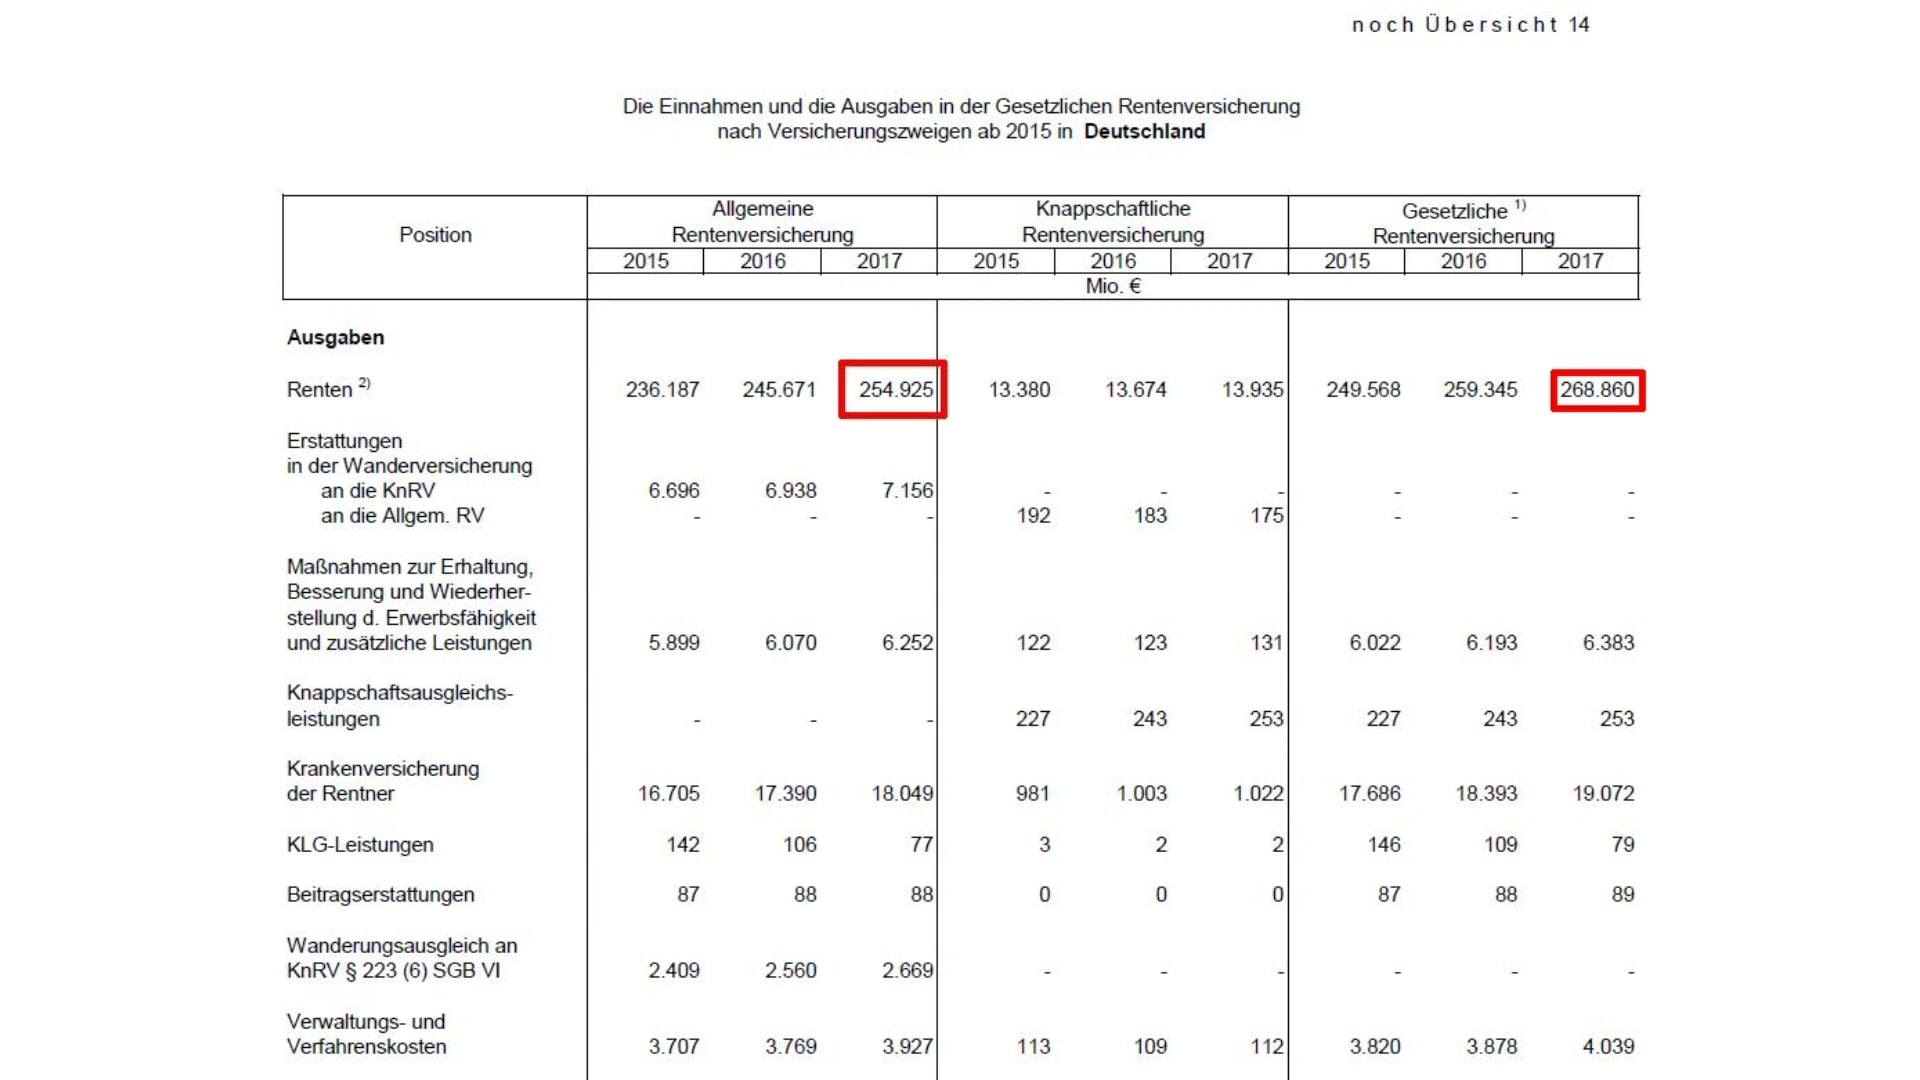 noch Übersicht 14
Die Einnahmen und die Ausgaben in der Gesetzlichen Rentenversicherung
nach Versicherungszweigen ab 2015 in Deutschland
Position
Allgemeine
Rentenversicherung
Knappschaftliche
Rentenversicherung
Gesetzliche 1)
Rentenversicherung
2015 2016 2017 2015 2016 2017 2015 2016 2017
Mio. €
Ausgaben
Renten 2) 236.187 245.671 254.925 13.380 13.674 13.935 249.568 259.345 268.860
Erstattungen
in der Wanderversicherung
an die KnRV 6.696 6.938 7.156 - - - - - -
an die Allgem. RV - - - 192 183 175 - - -
Maßnahmen zur Erhaltung,
Besserung und Wiederher-
stellung d. Erwerbsfähigkeit
und zusätzliche Leistungen 5.899 6.070 6.252 122 123 131 6.022 6.193 6.383
Knappschaftsausgleichs-
leistungen - - - 227 243 253 227 243 253
Krankenversicherung
der Rentner 16.705 17.390 18.049 981 1.003 1.022 17.686 18.393 19.072
KLG-Leistungen 142 106 77 3 2 2 146 109 79
Beitragserstattungen 87 88 88 0 0 0 87 88 89
Wanderungsausgleich an
KnRV § 223 (6) SGB VI 2.409 2.560 2.669 - - - - - -
Verwaltungs- und
Verfahrenskosten 3.707 3.769 3.927 113 109 112 3.820 3.878 4.039